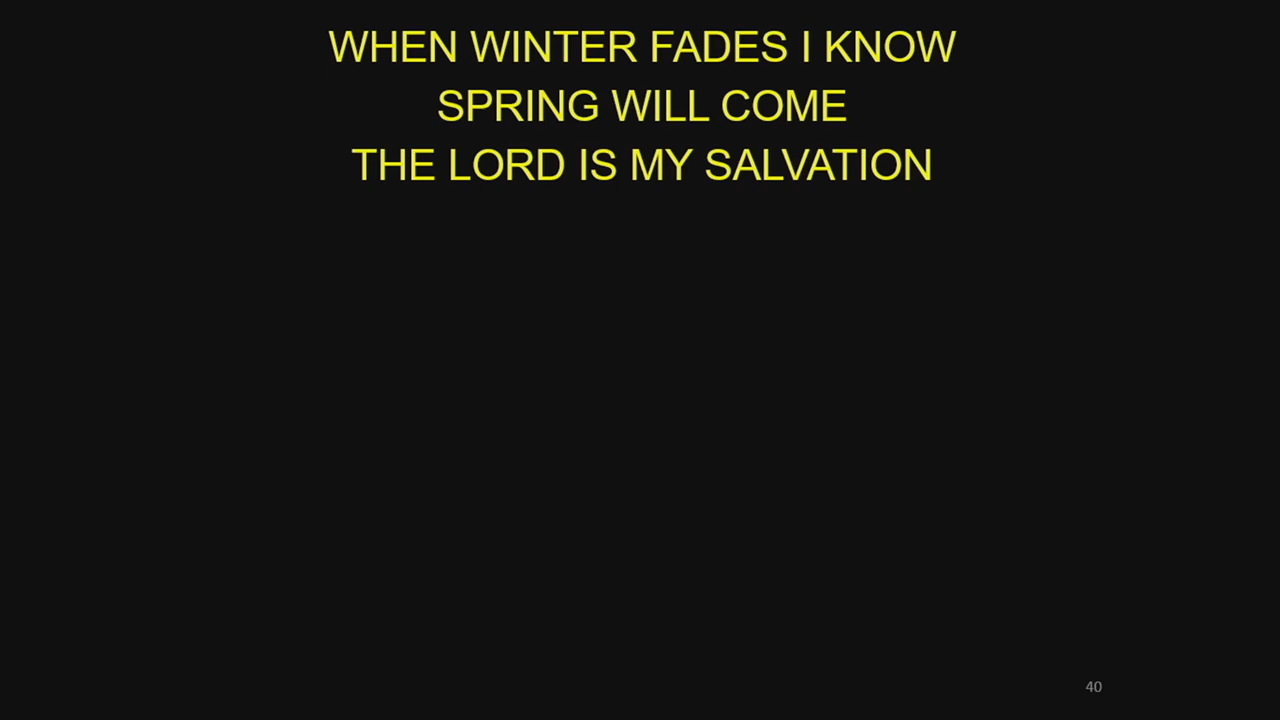 WHEN WINTER FADES I KNOW
SPRING WILL COME
THE LORD IS MY SALVATION
40